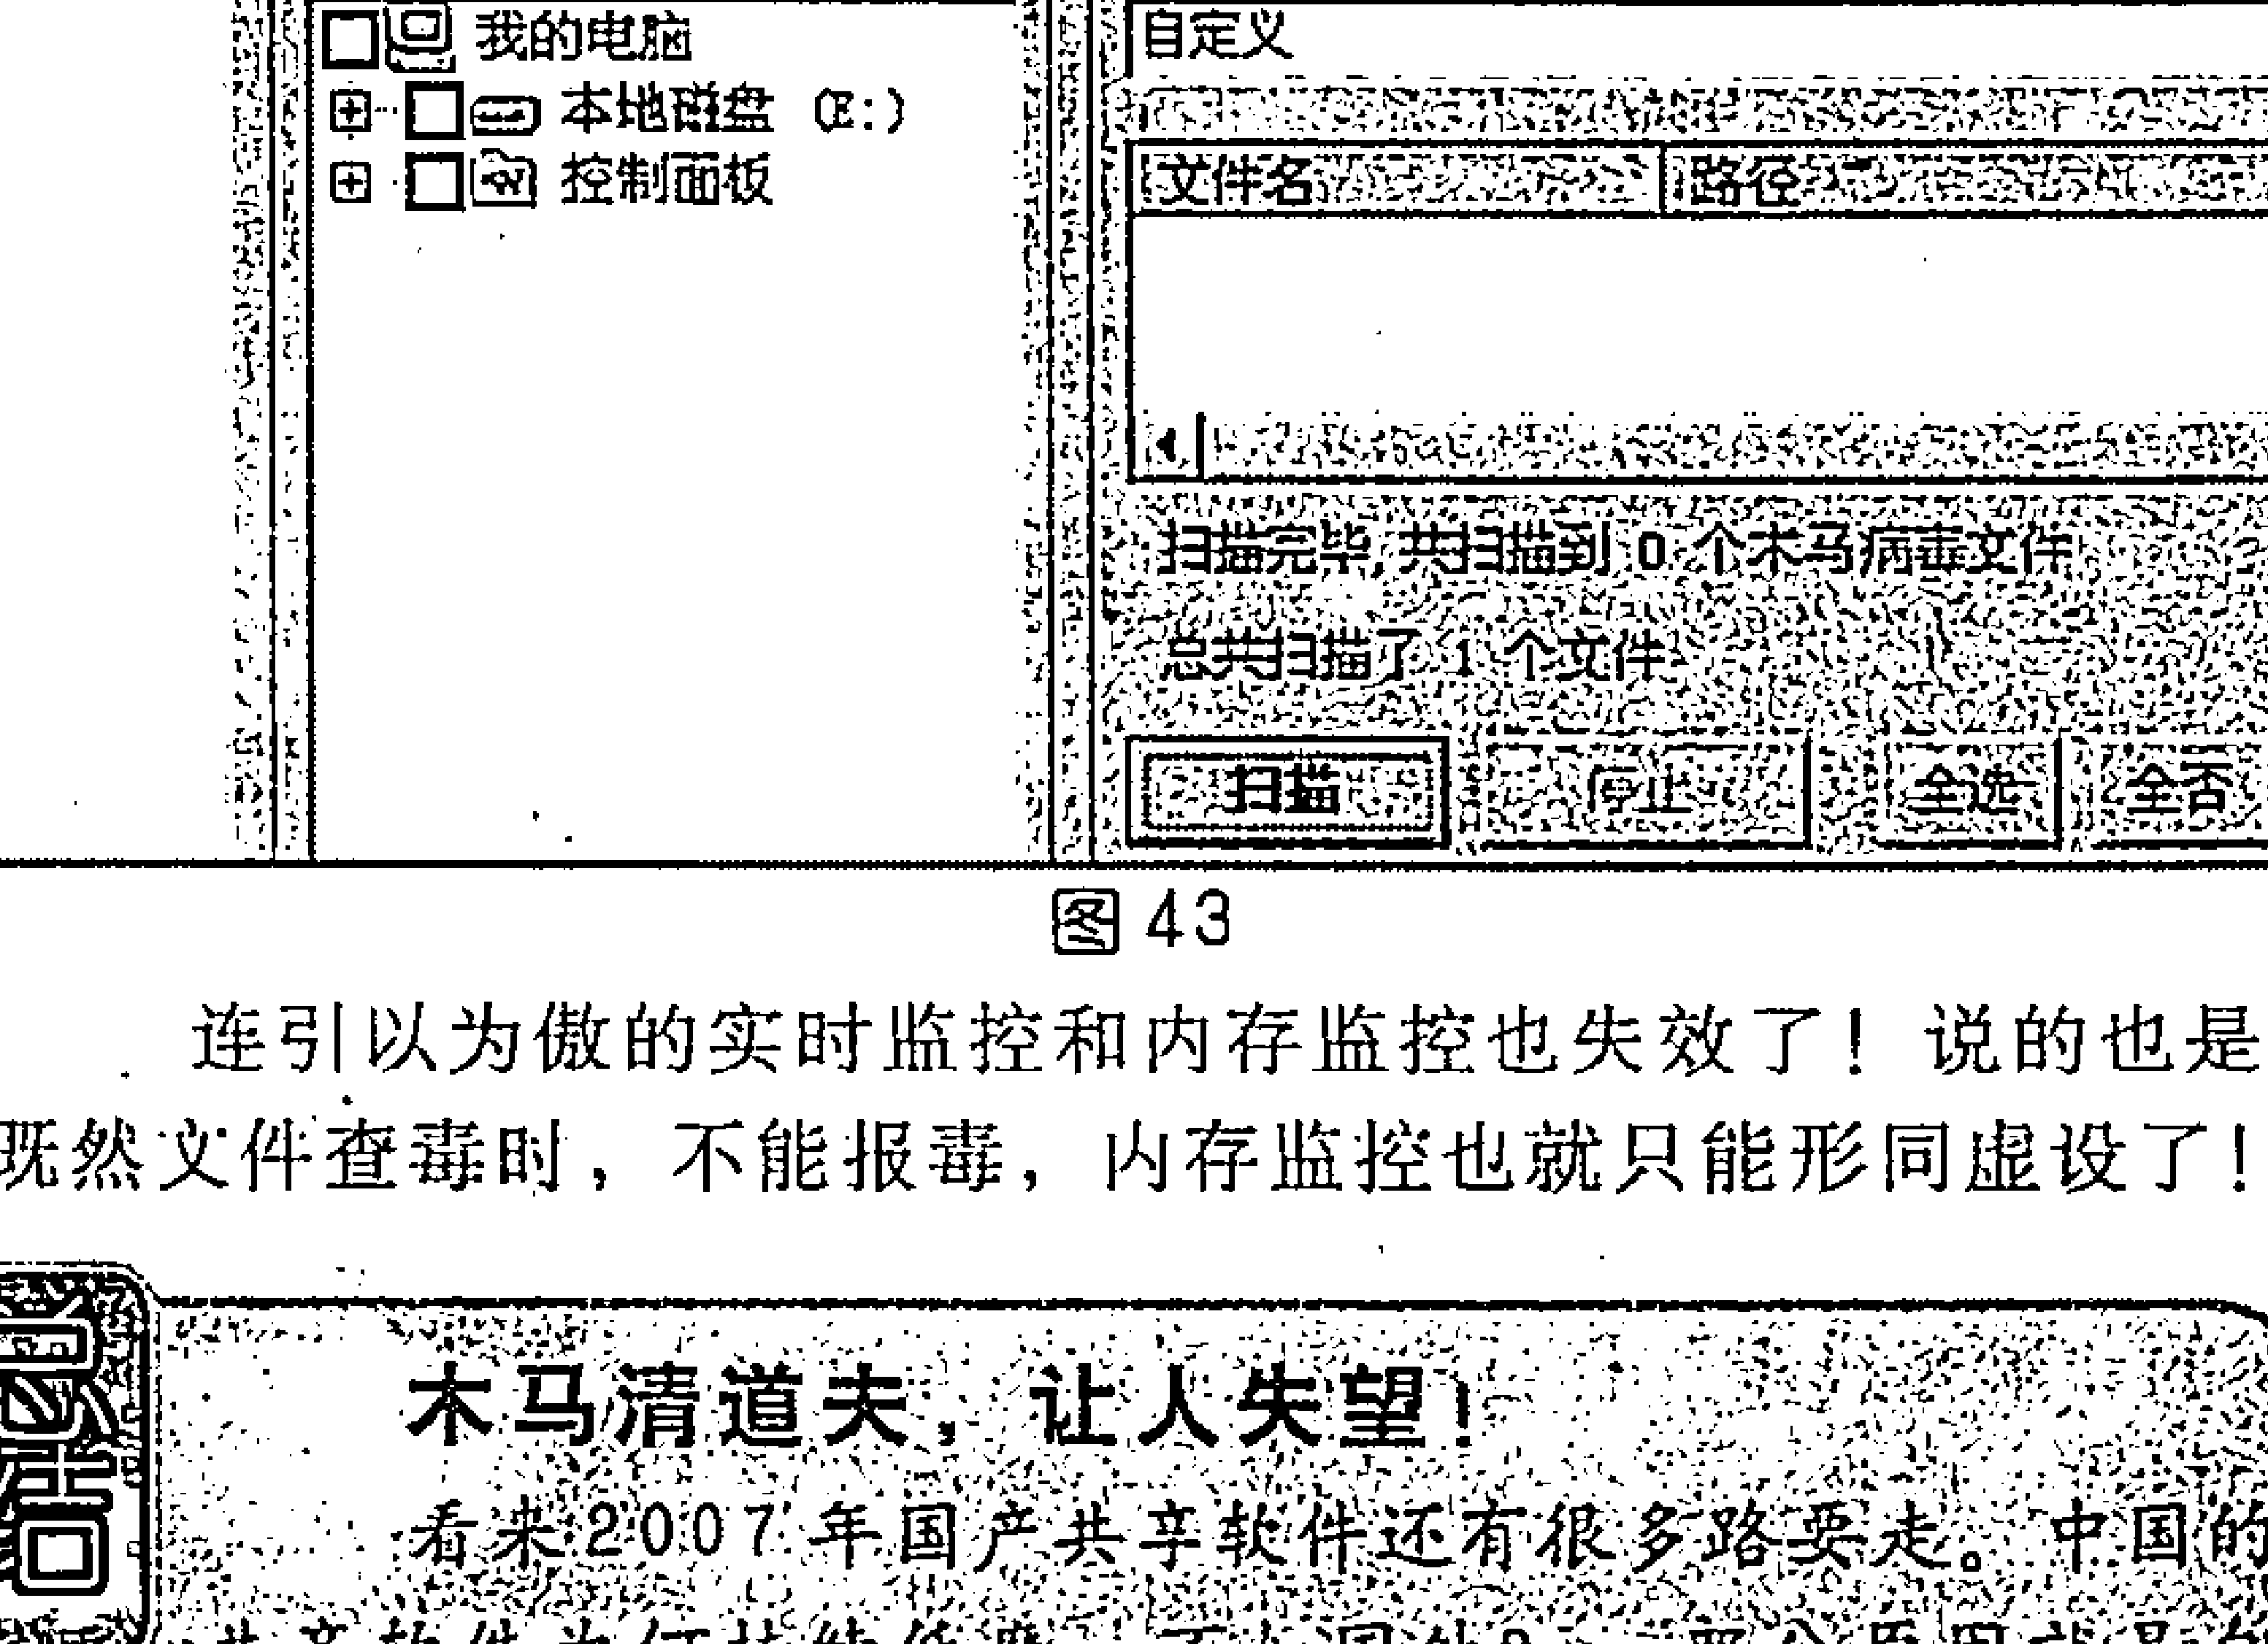 我的电脑
本地磁盘 (E:)
控制面板
自定义
文件名 路径
扫描完毕,共扫描到 0 个木马病毒文件
总共扫描了 1 个文件
扫描 停止 全选 全否
图 43
连引以为傲的实时监控和内存监控也失效了！说的也是
既然文件查毒时，不能报毒，内存监控也就只能形同虚设了！
木马清道夫，让人失望！
看来2007年国产共享软件还有很多路要走。中国的